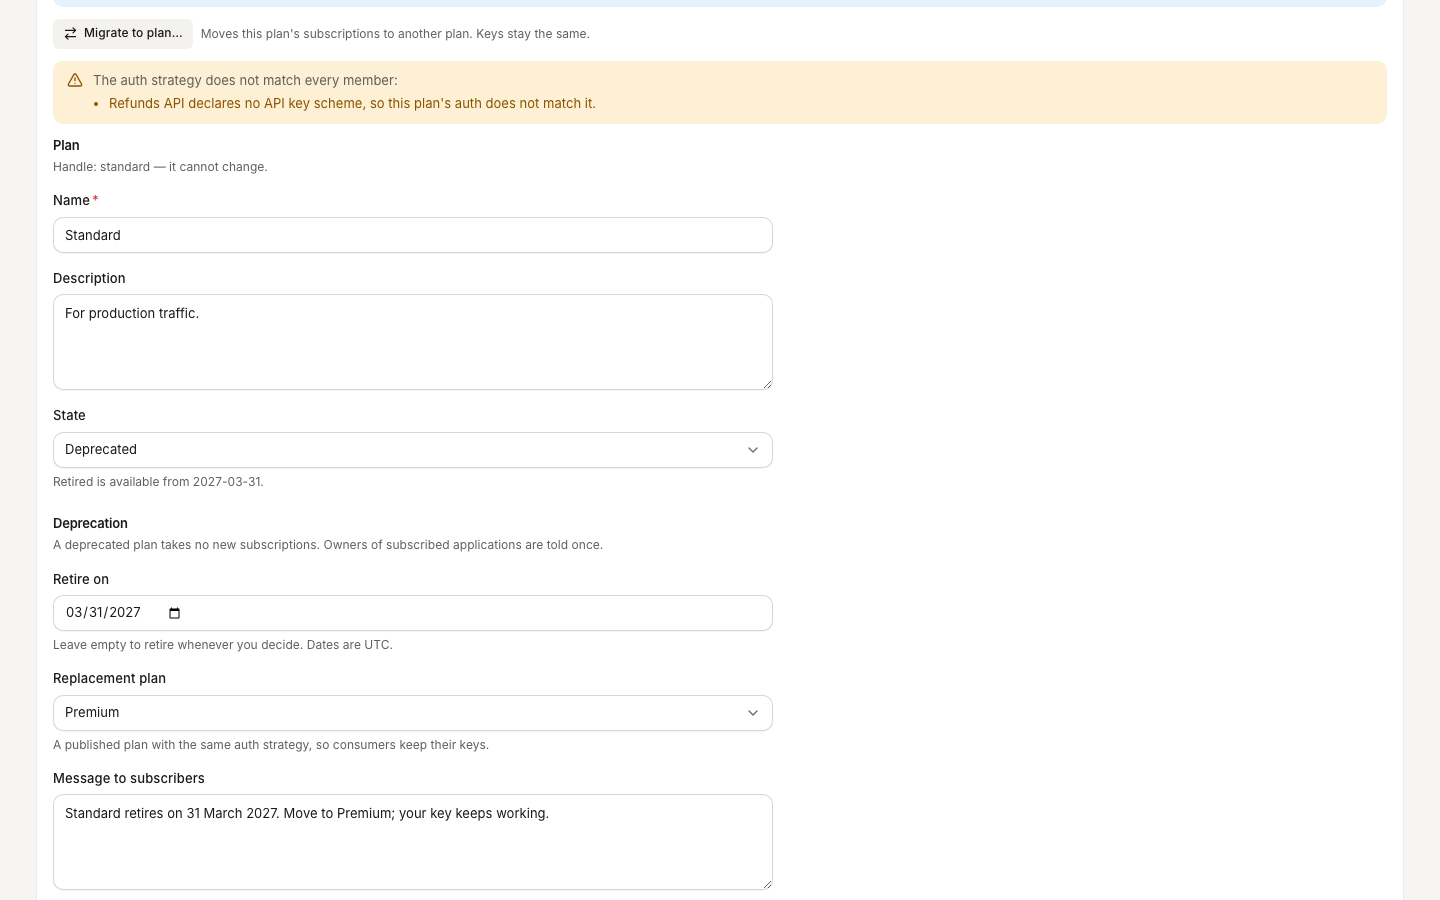 Migrate to plan... Moves this plan's subscriptions to another plan. Keys stay the same.
The auth strategy does not match every member:
• Refunds API declares no API key scheme, so this plan's auth does not match it.
Plan
Handle: standard — it cannot change.
Name *
Standard
Description
For production traffic.
State
Deprecated
Retired is available from 2027-03-31.
Deprecation
A deprecated plan takes no new subscriptions. Owners of subscribed applications are told once.
Retire on
03/31/2027
Leave empty to retire whenever you decide. Dates are UTC.
Replacement plan
Premium
A published plan with the same auth strategy, so consumers keep their keys.
Message to subscribers
Standard retires on 31 March 2027. Move to Premium; your key keeps working.